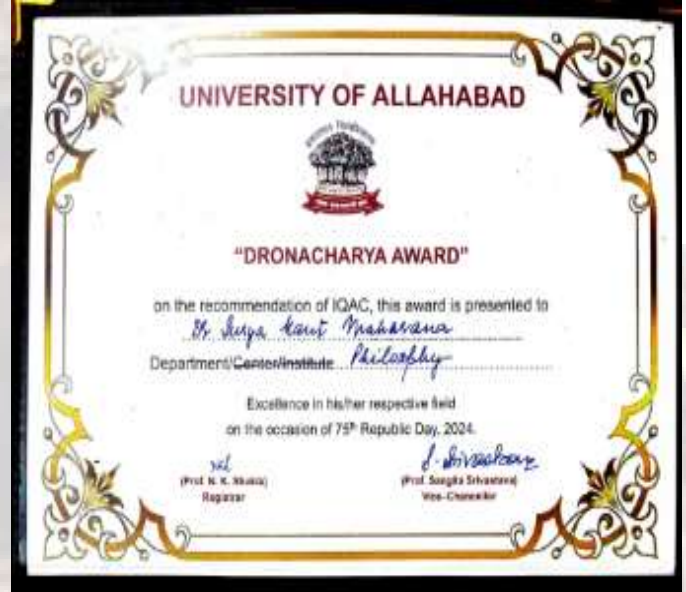 UNIVERSITY OF ALLAHABAD
"DRONACHARYA AWARD"
on the recommendation of IQAC, this award is presented to
Dr Surya Kant Maharana
Department/Center/Institute Philosophy
Excellence in his/her respective field
on the occasion of 75th Republic Day, 2024.
S. Srivastava
(Prof. N. K. Shukla) (Prof. Sangita Srivastava)
Registrar Vice-Chancellor